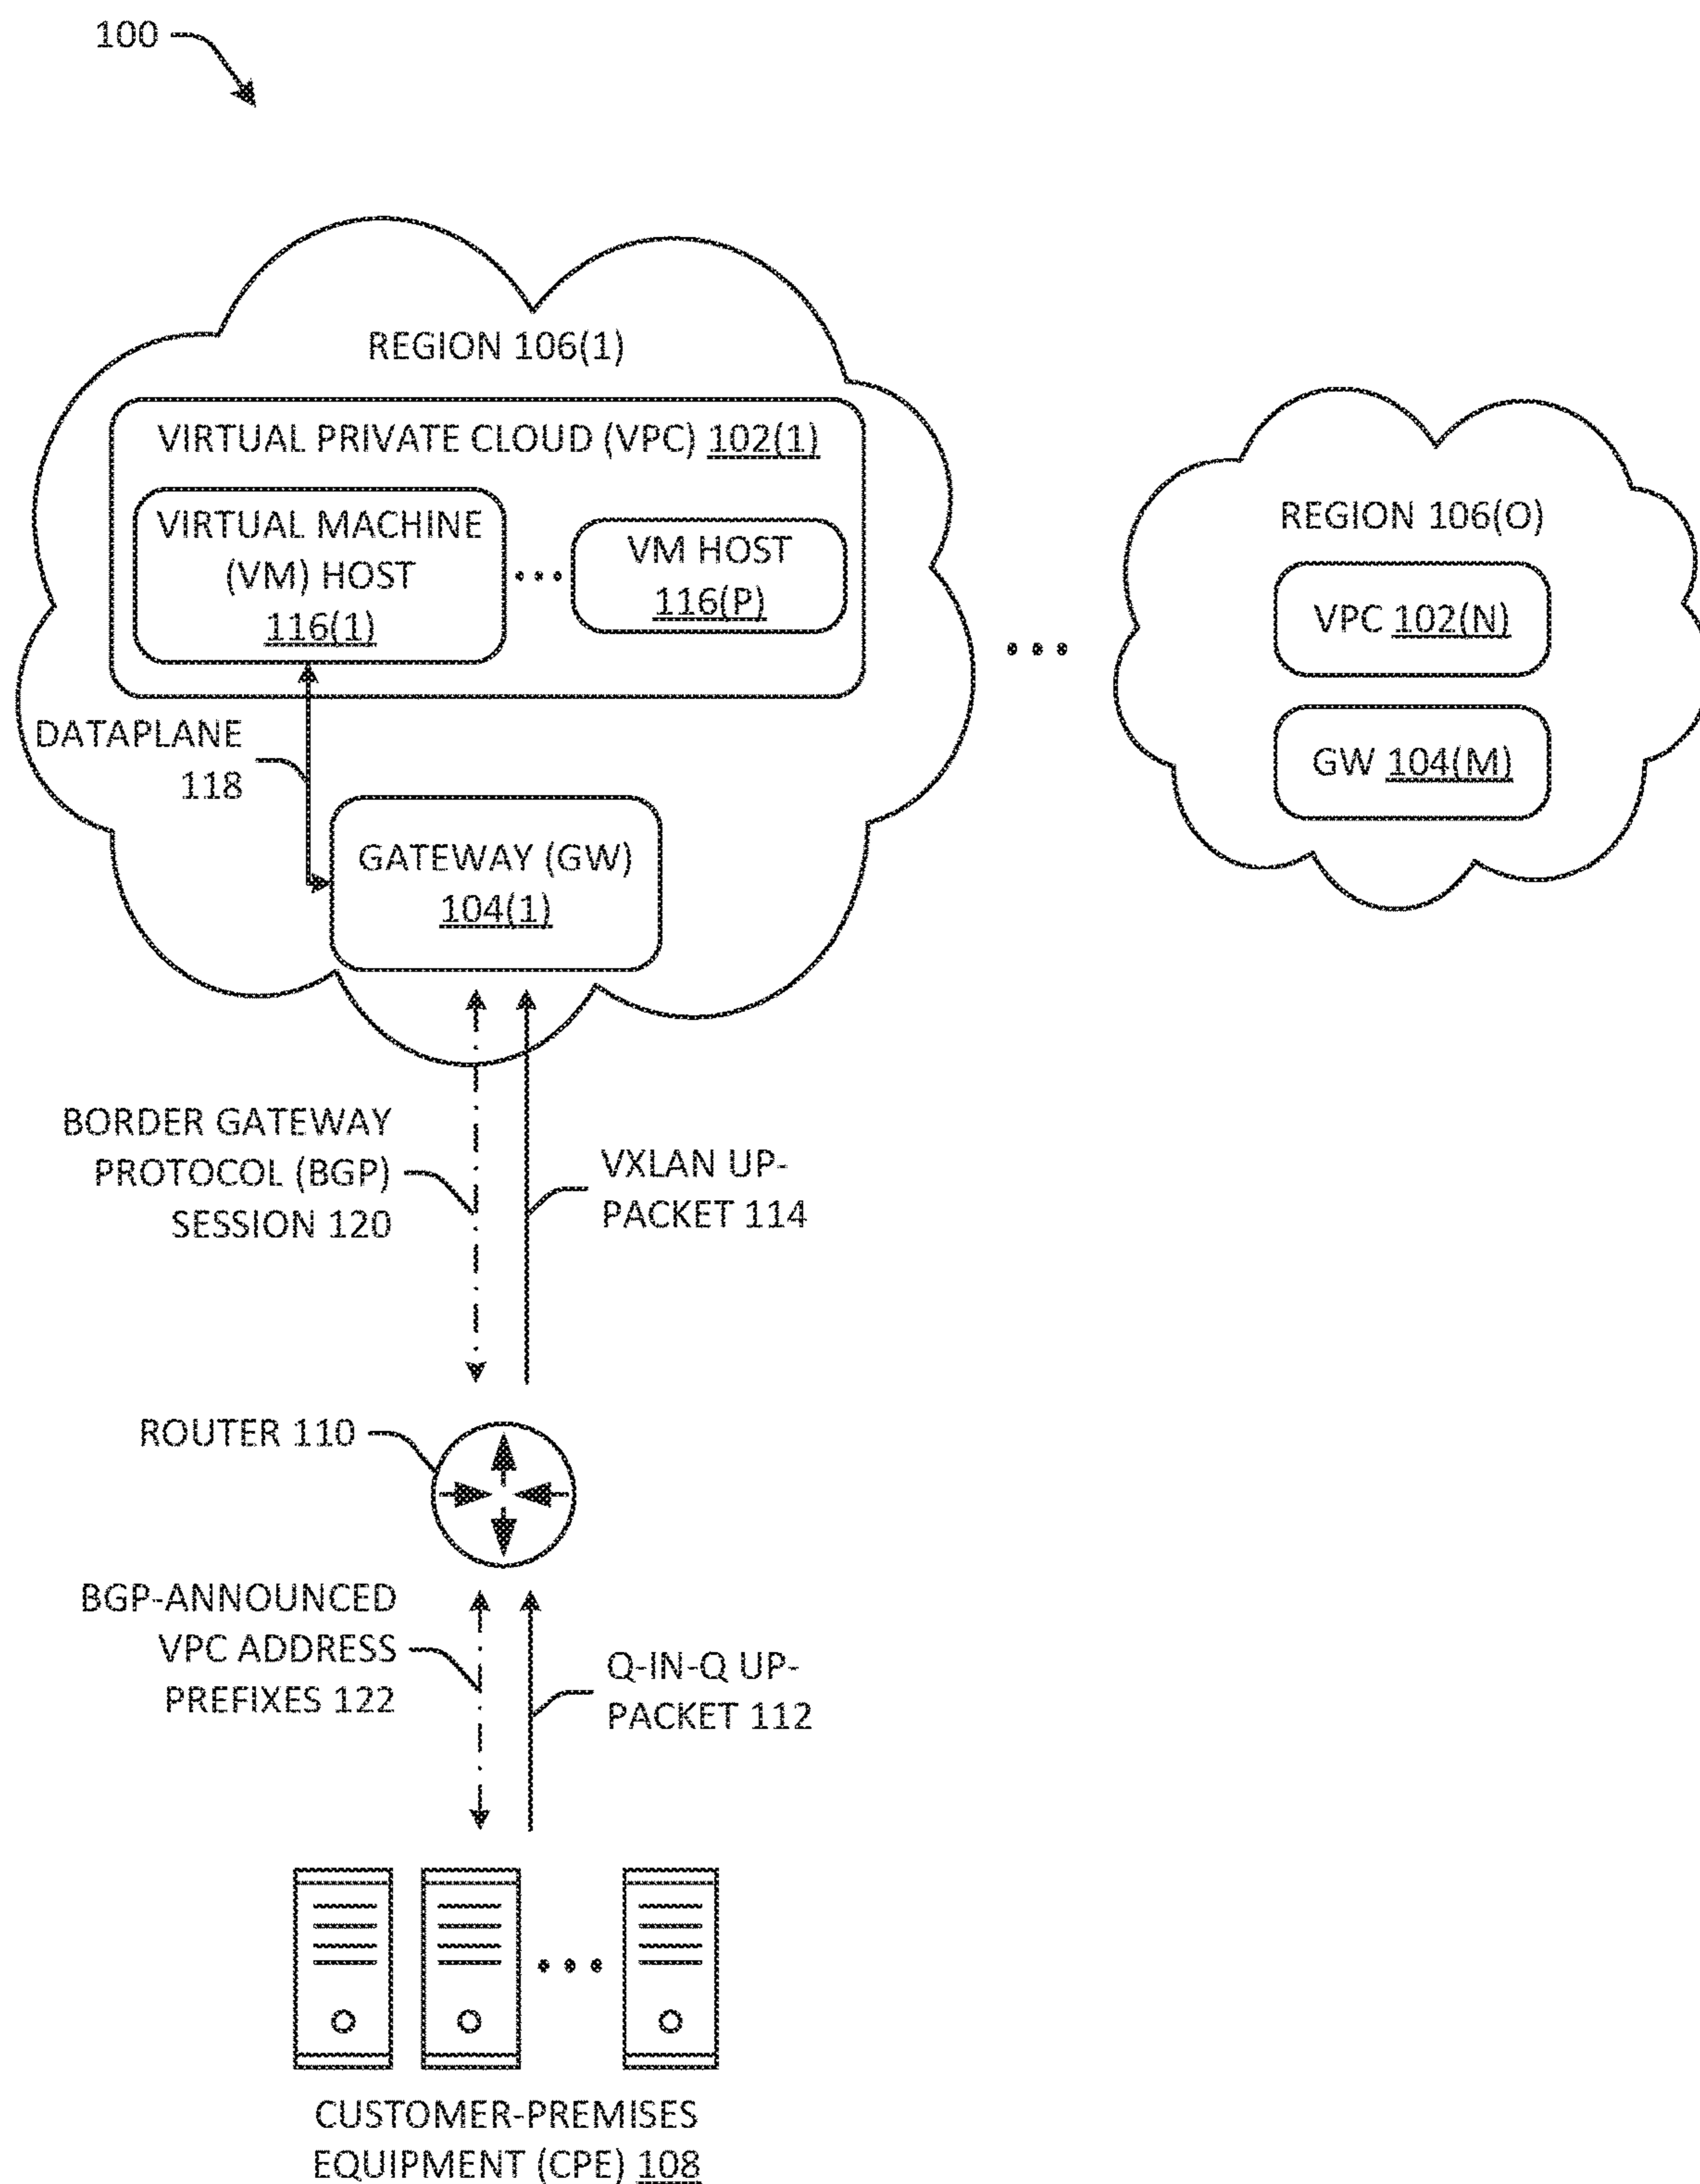 100
REGION 106(1)
VIRTUAL PRIVATE CLOUD (VPC) 102(1)
VIRTUAL MACHINE
(VM) HOST
116(1)
VM HOST
116(P)
DATAPLANE
118
GATEWAY (GW)
104(1)
REGION 106(O)
VPC 102(N)
GW 104(M)
BORDER GATEWAY
PROTOCOL (BGP)
SESSION 120
VXLAN UP-
PACKET 114
ROUTER 110
BGP-ANNOUNCED
VPC ADDRESS
PREFIXES 122
Q-IN-Q UP-
PACKET 112
CUSTOMER-PREMISES
EQUIPMENT (CPE) 108